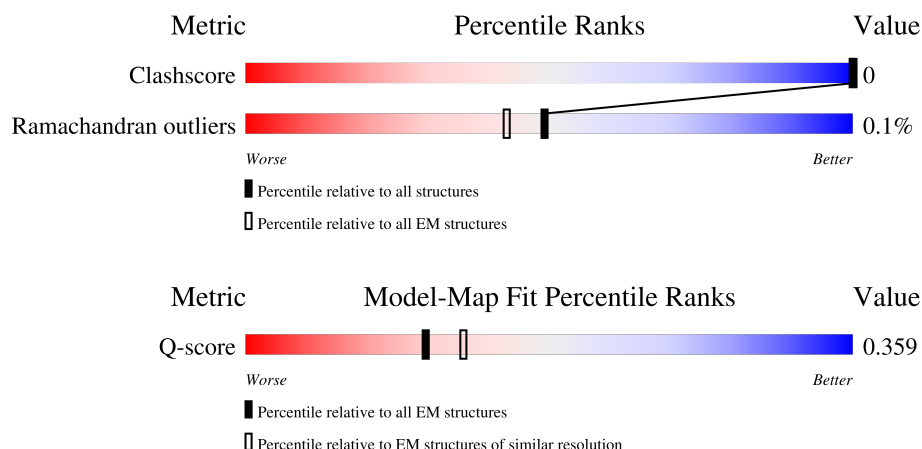 Metric Percentile Ranks Value
Clashscore 0
Ramachandran outliers 0.1%
Worse Better
Percentile relative to all structures
Percentile relative to all EM structures
Metric Model-Map Fit Percentile Ranks Value
Q-score 0.359
Worse Better
Percentile relative to all EM structures
Percentile relative to EM structures of similar resolution